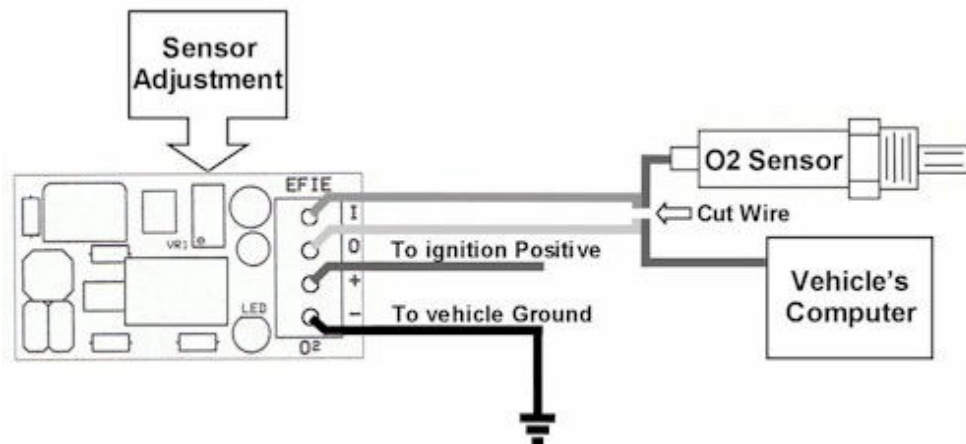 Sensor
Adjustment
EFIE
I
O
+
-
VR1
LED
O2
To ignition Positive
To vehicle Ground
O2 Sensor
Cut Wire
Vehicle's
Computer